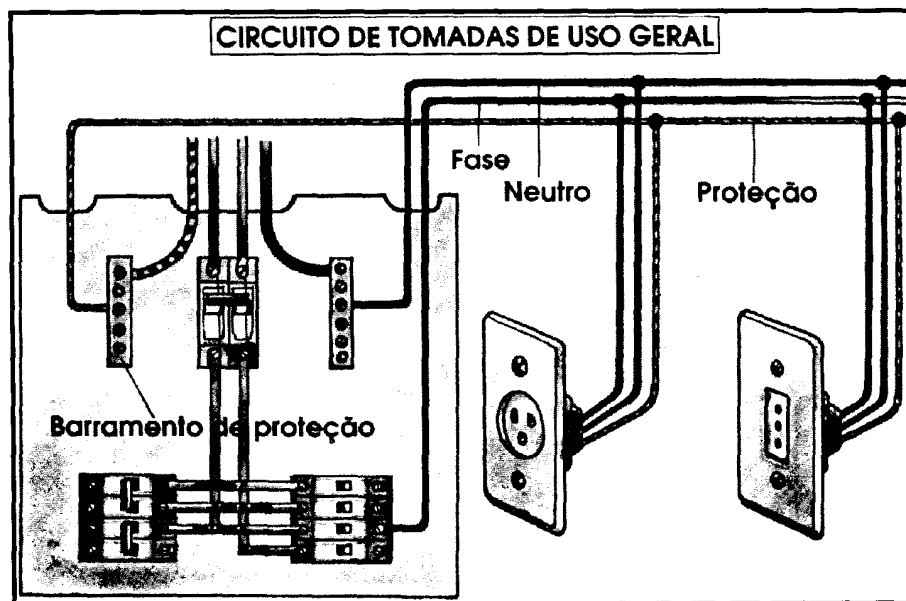 CIRCUITO DE TOMADAS DE USO GERAL
Fase
Neutro
Proteção
Barramento de proteção